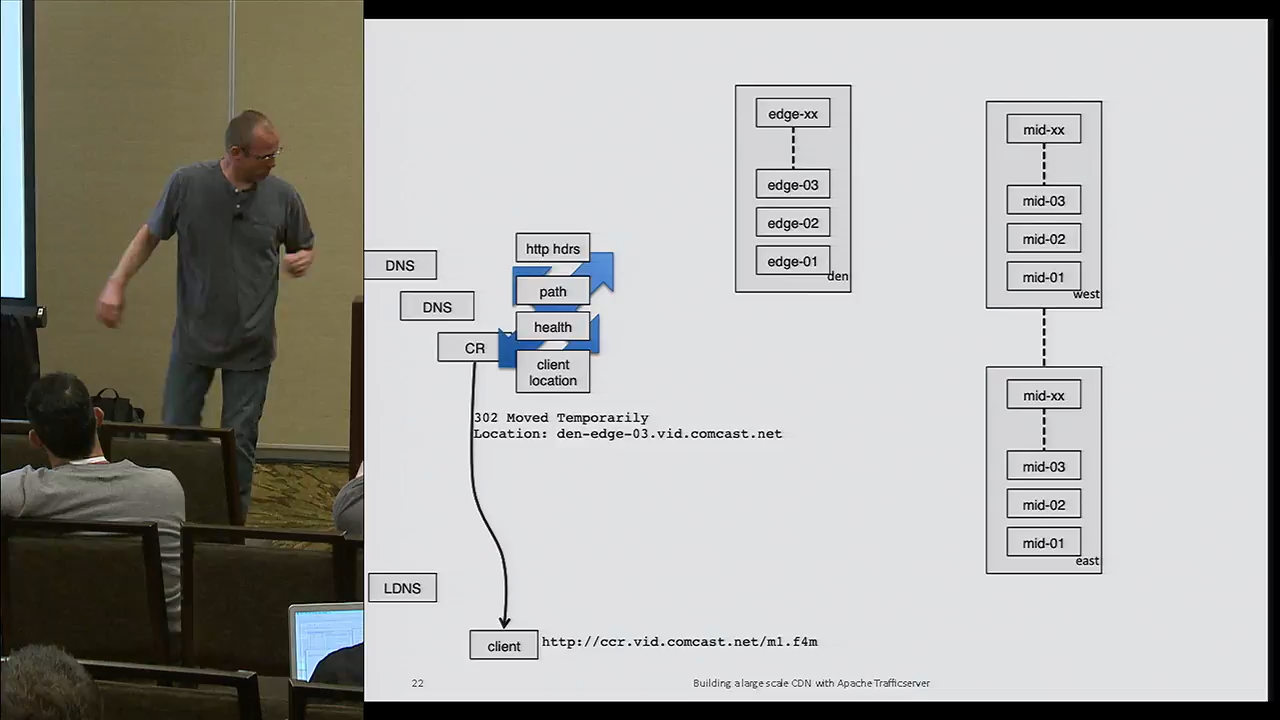 edge-xx
edge-03
edge-02
edge-01
den
mid-xx
mid-03
mid-02
mid-01
west
mid-xx
mid-03
mid-02
mid-01
east
DNS
DNS
CR
http hdrs
path
health
client
location
302 Moved Temporarily
Location: den-edge-03.vid.comcast.net
LDNS
client
http://ccr.vid.comcast.net/m1.f4m
22
Building a large scale CDN with Apache Trafficserver